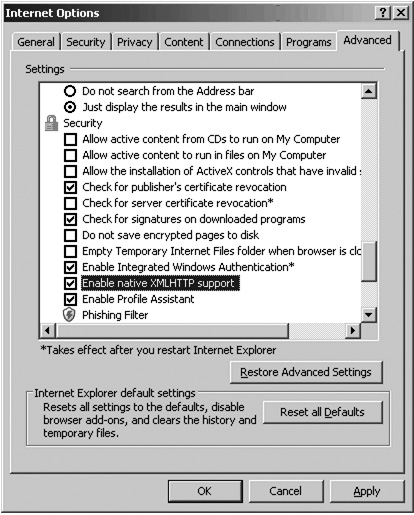 Internet Options
General Security Privacy Content Connections Programs Advanced
Settings
Do not search from the Address bar
Just display the results in the main window
Security
Allow active content from CDs to run on My Computer
Allow active content to run in files on My Computer
Allow the installation of ActiveX controls that have invalid
Check for publisher's certificate revocation
Check for server certificate revocation*
Check for signatures on downloaded programs
Do not save encrypted pages to disk
Empty Temporary Internet Files folder when browser is clo
Enable Integrated Windows Authentication*
Enable native XMLHTTP support
Enable Profile Assistant
Phishing Filter
*Takes effect after you restart Internet Explorer
Restore Advanced Settings
Internet Explorer default settings
Resets all settings to the defaults, disable
browser add-ons, and clears the history and
temporary files.
Reset all Defaults
OK Cancel Apply